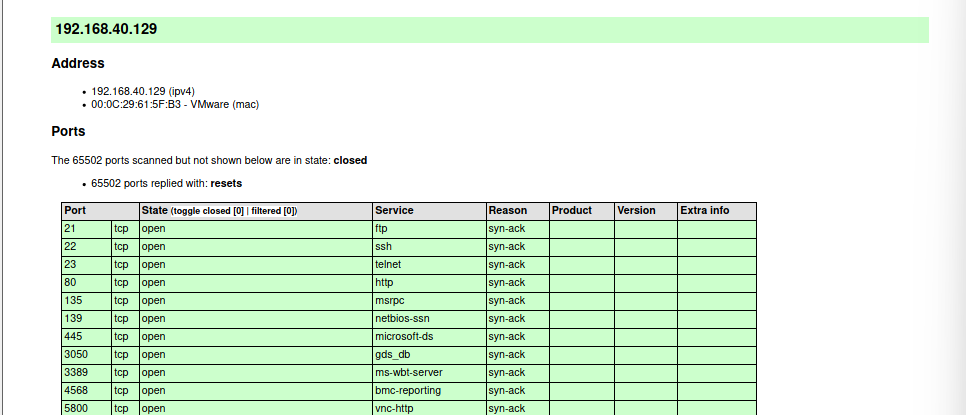 192.168.40.129
Address
• 192.168.40.129 (ipv4)
• 00:0C:29:61:5F:B3 - VMware (mac)
Ports
The 65502 ports scanned but not shown below are in state: closed
• 65502 ports replied with: resets
Port State (toggle closed [0] | filtered [0]) Service Reason Product Version Extra info
21 tcp open ftp syn-ack
22 tcp open ssh syn-ack
23 tcp open telnet syn-ack
80 tcp open http syn-ack
135 tcp open msrpc syn-ack
139 tcp open netbios-ssn syn-ack
445 tcp open microsoft-ds syn-ack
3050 tcp open gds_db syn-ack
3389 tcp open ms-wbt-server syn-ack
4568 tcp open bmc-reporting syn-ack
5800 tcp open vnc-http syn-ack